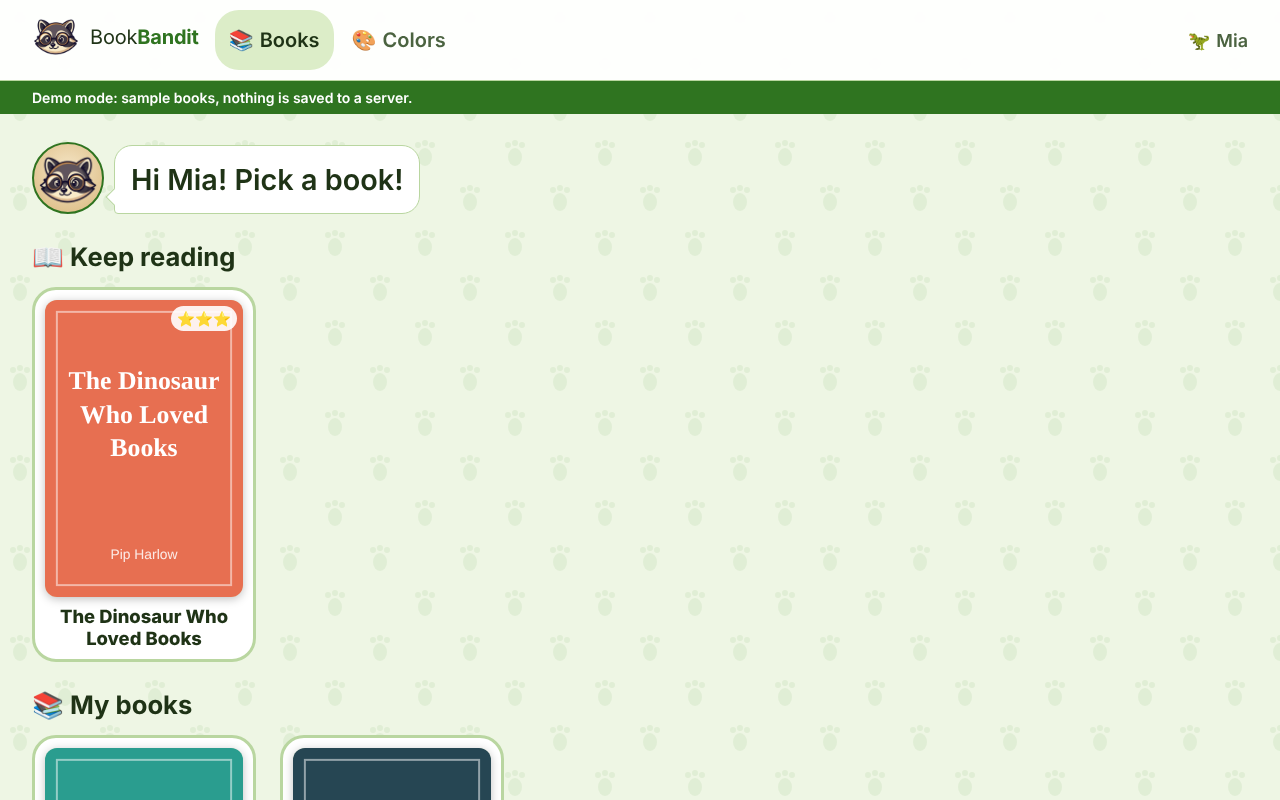 BookBandit
📚 Books
🎨 Colors
🦖 Mia
Demo mode: sample books, nothing is saved to a server.
Hi Mia! Pick a book!
📖 Keep reading
⭐⭐⭐
The Dinosaur
Who Loved
Books
Pip Harlow
The Dinosaur Who
Loved Books
📚 My books